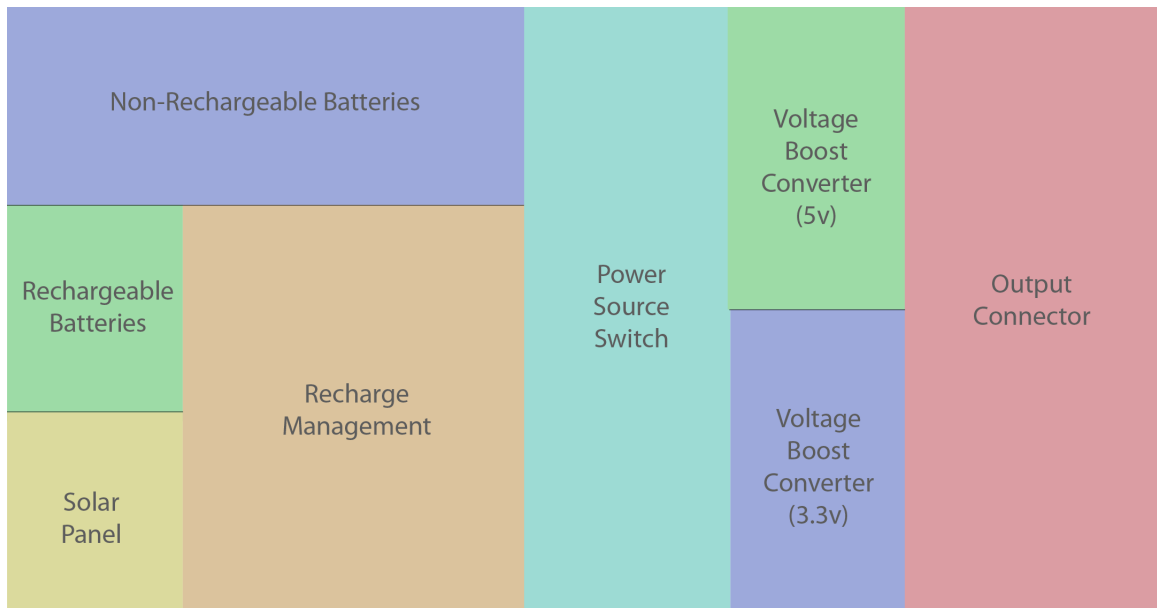 Non-Rechargeable Batteries
Rechargeable
Batteries
Solar
Panel
Recharge
Management
Power
Source
Switch
Voltage
Boost
Converter
(5v)
Voltage
Boost
Converter
(3.3v)
Output
Connector